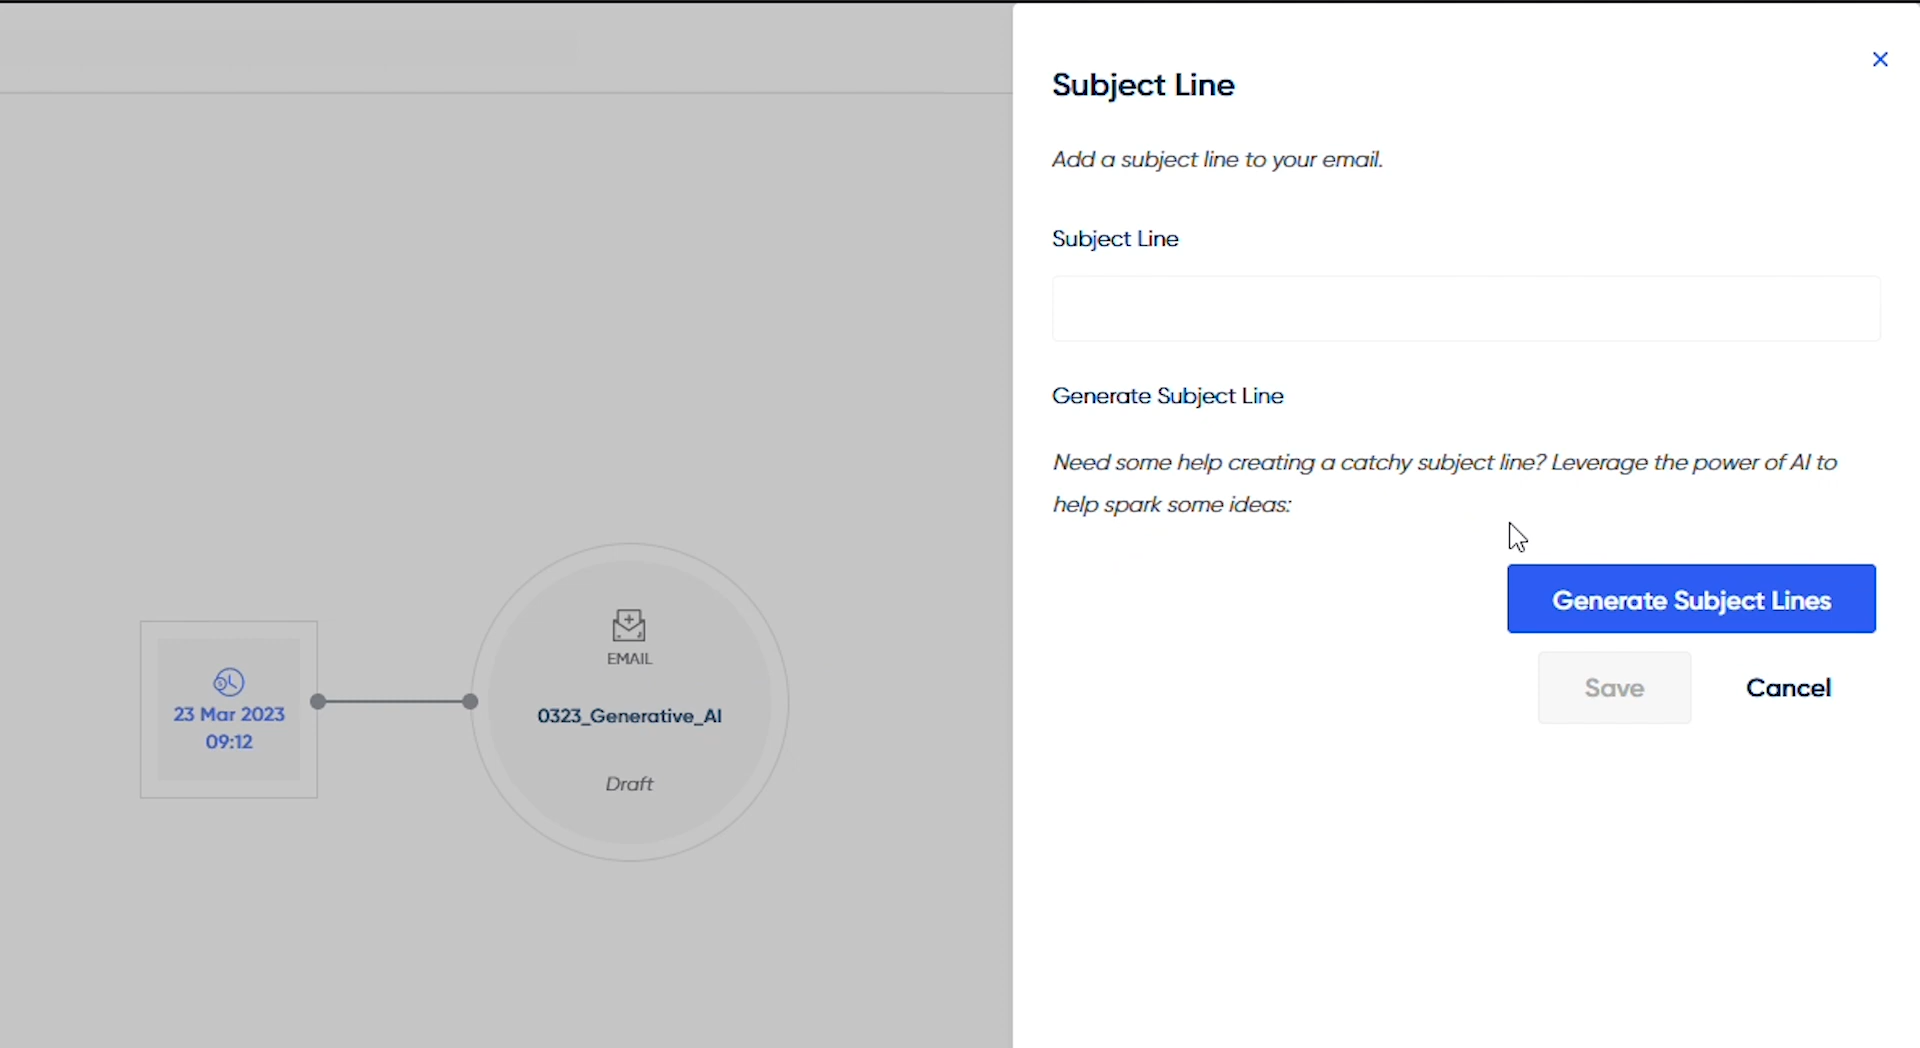 Subject Line
Add a subject line to your email.
Subject Line
Generate Subject Line
Need some help creating a catchy subject line? Leverage the power of AI to
help spark some ideas:
Generate Subject Lines
Save
Cancel
23 Mar 2023
09:12
EMAIL
0323_Generative_AI
Draft